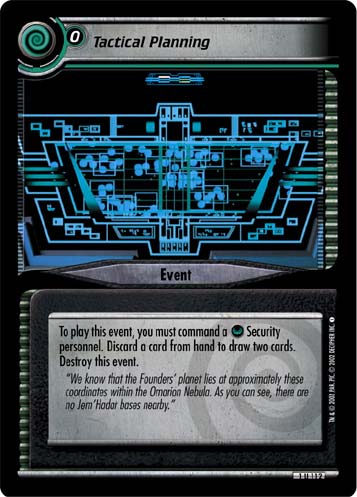 0 Tactical Planning
Event
To play this event, you must command a Security
personnel. Discard a card from hand to draw two cards.
Destroy this event.
"We know that the Founders' planet lies at approximately these
coordinates within the Omarion Nebula. As you can see, there are
no Jem'Hadar bases nearby."
TM & © 2002 PAR. PIC. © 2002 DECIPHER INC.
1 U 112